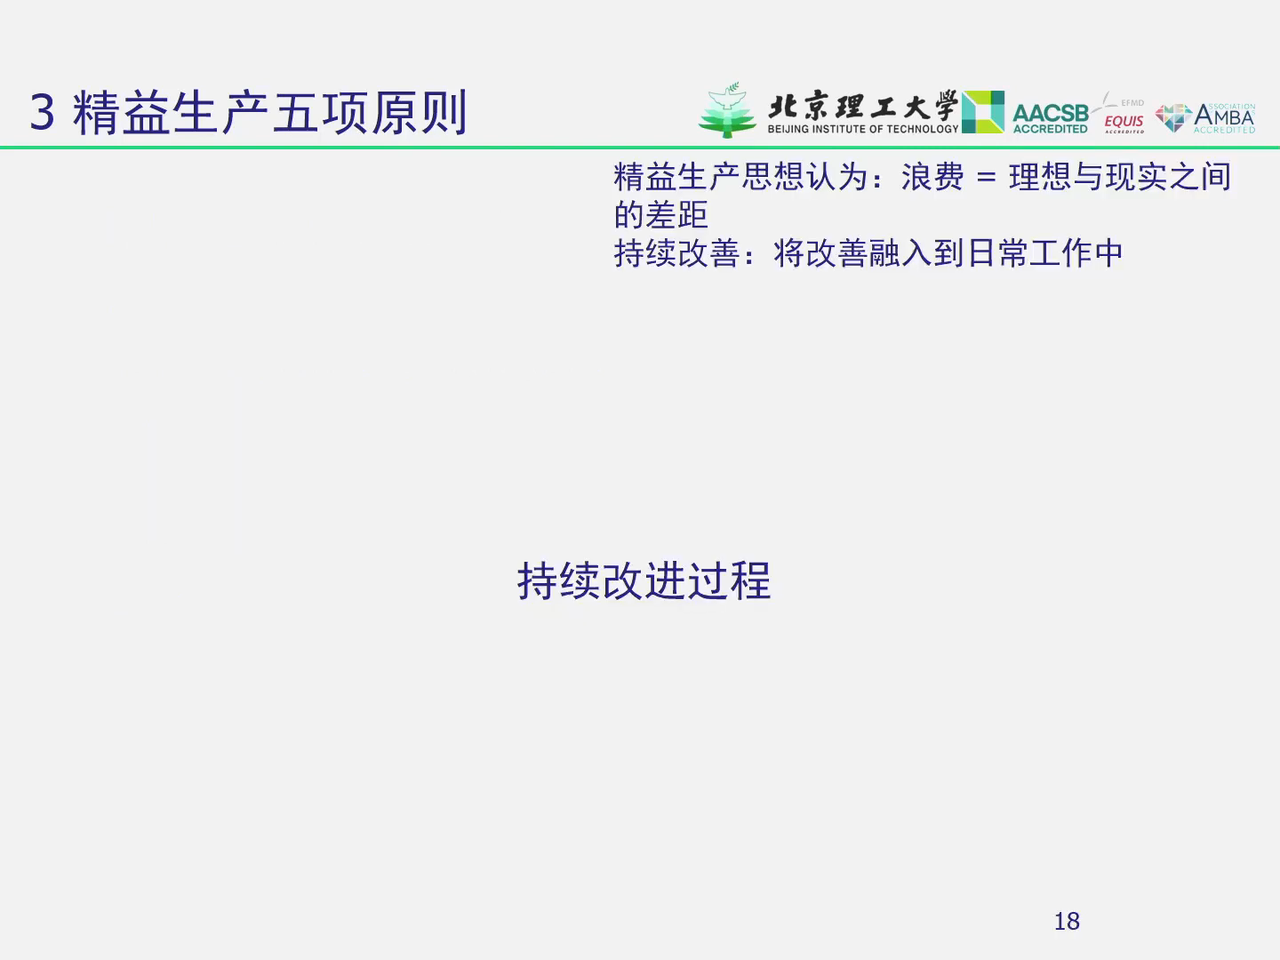 3 精益生产五项原则
北京理工大学
BEIJING INSTITUTE OF TECHNOLOGY
AACSB
ACCREDITED
EFMD
EQUIS
ACCREDITED
ASSOCIATION
AMBA
ACCREDITED
精益生产思想认为：浪费 = 理想与现实之间
的差距
持续改善：将改善融入到日常工作中
持续改进过程
18